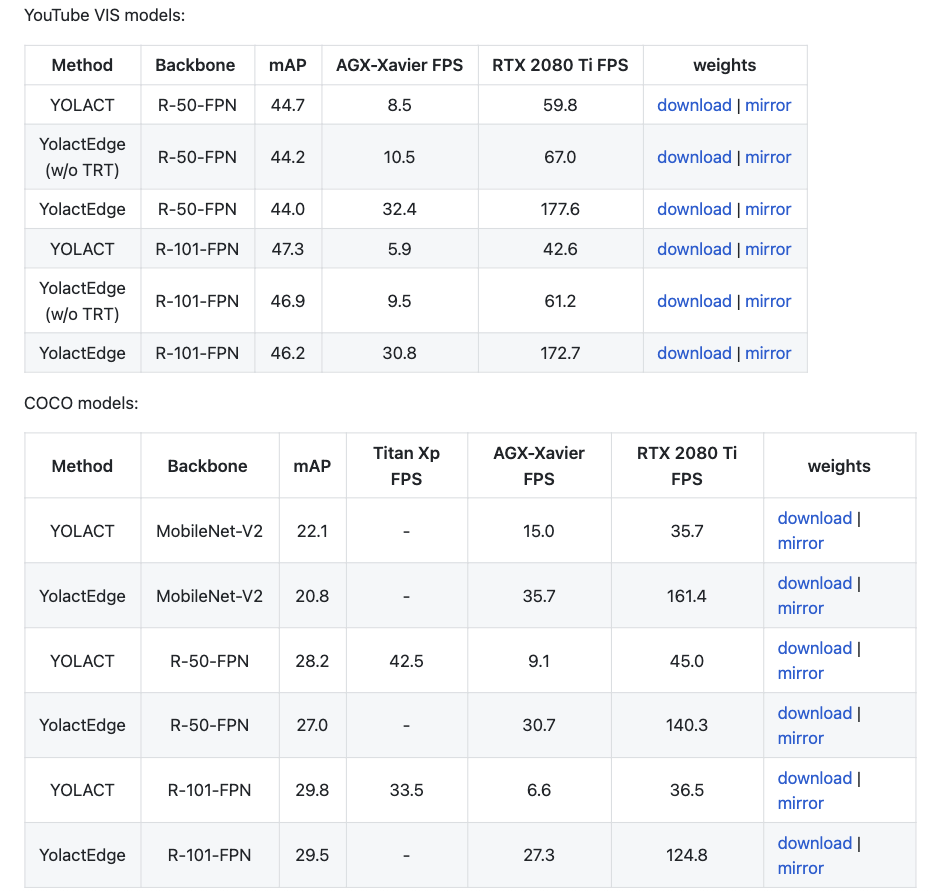 YouTube VIS models:
Method Backbone mAP AGX-Xavier FPS RTX 2080 Ti FPS weights
YOLACT R-50-FPN 44.7 8.5 59.8 download | mirror
YolactEdge
(w/o TRT) R-50-FPN 44.2 10.5 67.0 download | mirror
YolactEdge R-50-FPN 44.0 32.4 177.6 download | mirror
YOLACT R-101-FPN 47.3 5.9 42.6 download | mirror
YolactEdge
(w/o TRT) R-101-FPN 46.9 9.5 61.2 download | mirror
YolactEdge R-101-FPN 46.2 30.8 172.7 download | mirror
COCO models:
Method Backbone mAP Titan Xp
FPS AGX-Xavier
FPS RTX 2080 Ti
FPS weights
YOLACT MobileNet-V2 22.1 - 15.0 35.7 download |
mirror
YolactEdge MobileNet-V2 20.8 - 35.7 161.4 download |
mirror
YOLACT R-50-FPN 28.2 42.5 9.1 45.0 download |
mirror
YolactEdge R-50-FPN 27.0 - 30.7 140.3 download |
mirror
YOLACT R-101-FPN 29.8 33.5 6.6 36.5 download |
mirror
YolactEdge R-101-FPN 29.5 - 27.3 124.8 download |
mirror